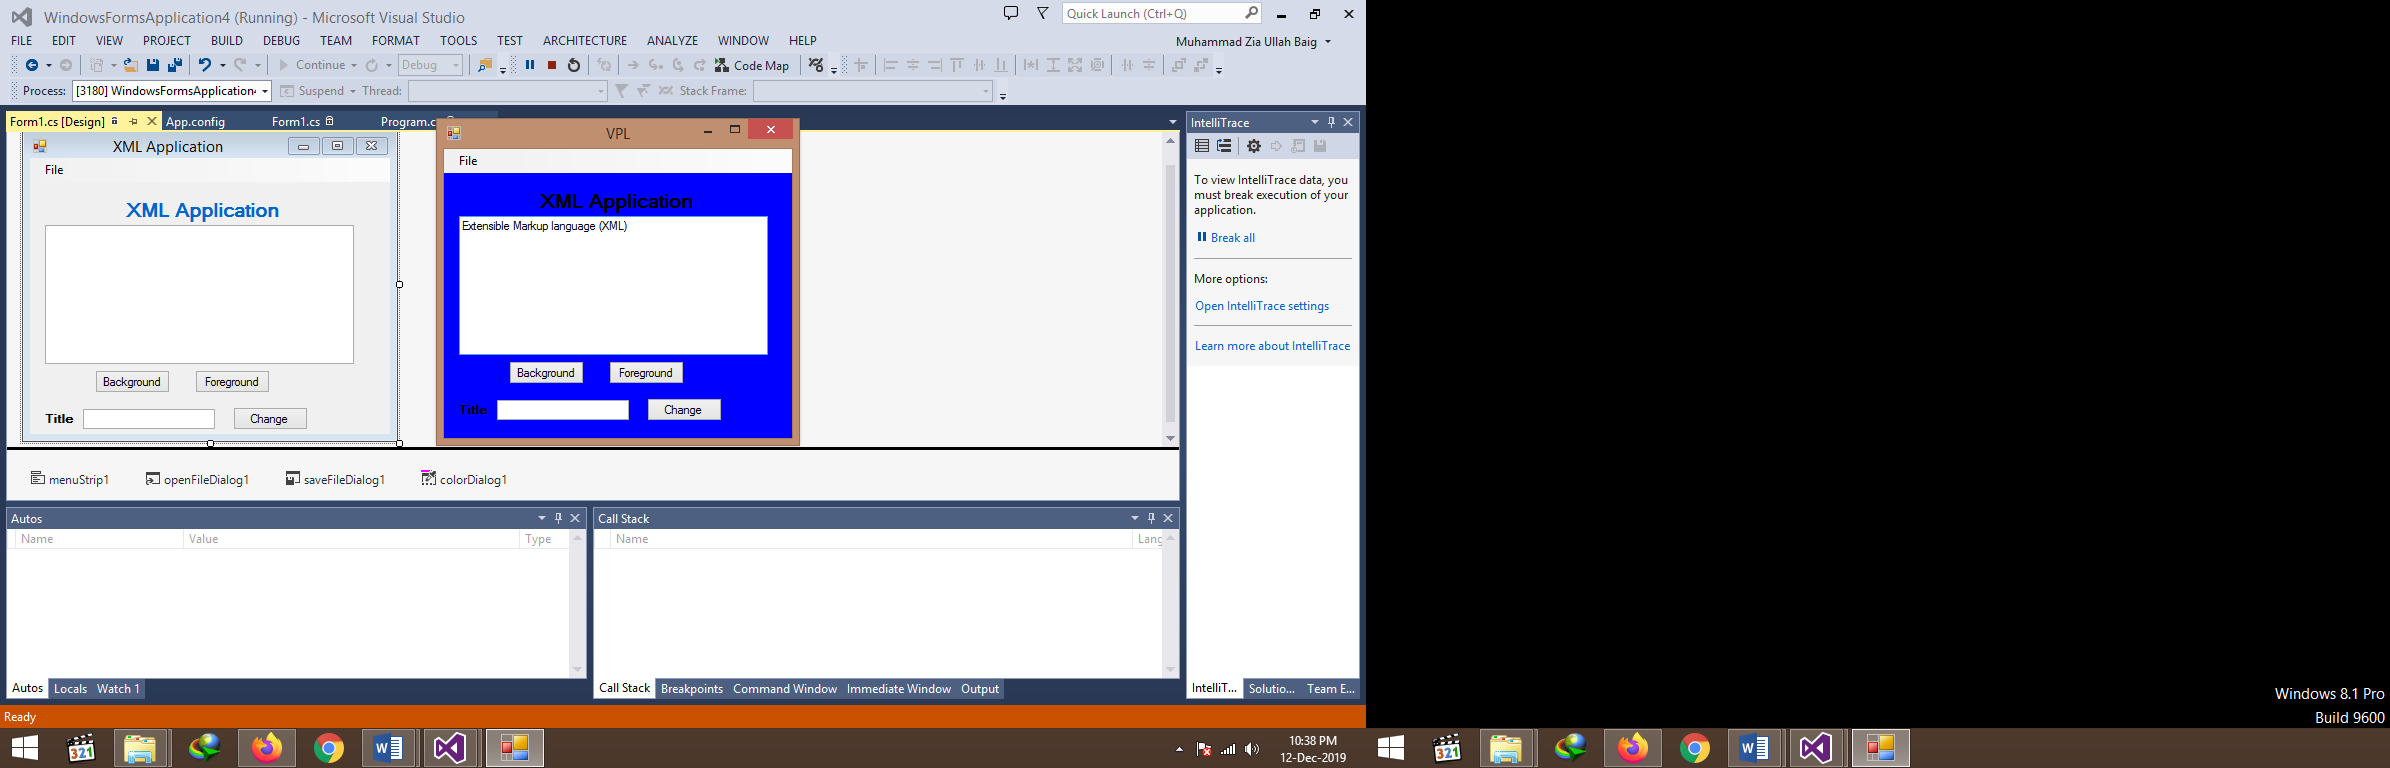 WindowsFormsApplication4 (Running) - Microsoft Visual Studio
Quick Launch (Ctrl+Q)
FILE EDIT VIEW PROJECT BUILD DEBUG TEAM FORMAT TOOLS TEST ARCHITECTURE ANALYZE WINDOW HELP
Muhammad Zia Ullah Baig
Continue Debug Code Map
Process: [3180] WindowsFormsApplication4 Suspend Thread: Stack Frame:
Form1.cs [Design] App.config Form1.cs Program.c
XML Application
File
XML Application
Background Foreground
Title Change
VPL
File
XML Application
Extensible Markup language (XML)
Background Foreground
Title Change
menuStrip1 openFileDialog1 saveFileDialog1 colorDialog1
IntelliTrace
To view IntelliTrace data, you
must break execution of your
application.
Break all
More options:
Open IntelliTrace settings
Learn more about IntelliTrace
Autos
Name Value Type
Autos Locals Watch 1
Call Stack
Name Lang
Call Stack Breakpoints Command Window Immediate Window Output
IntelliT... Solutio... Team E...
Ready
Windows 8.1 Pro
Build 9600
321
10:38 PM
12-Dec-2019
321